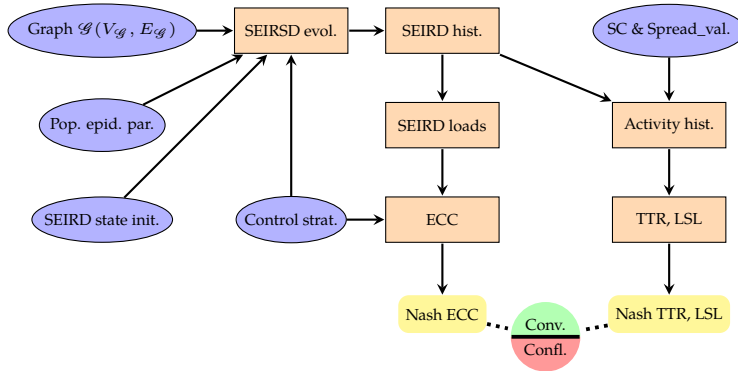 Graph 𝒢(V𝒢, E𝒢)
SEIRSD evol.
SEIRD hist.
SC & Spread_val.
Pop. epid. par.
SEIRD loads
Activity hist.
SEIRD state init.
Control strat.
ECC
TTR, LSL
Nash ECC
Conv.
Confl.
Nash TTR, LSL